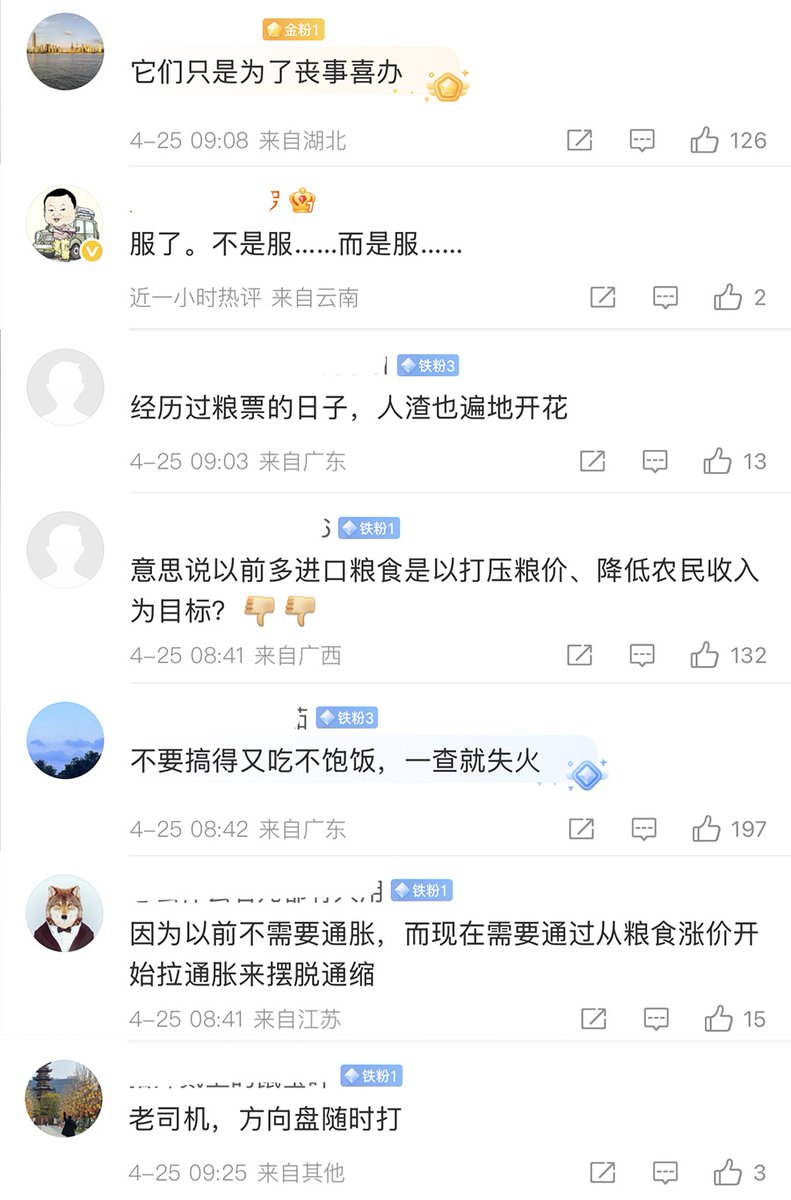 金粉1
它们只是为了丧事喜办
4-25 09:08 来自湖北
126
服了。不是服……而是服……
近一小时热评 来自云南
2
铁粉3
经历过粮票的日子，人渣也遍地开花
4-25 09:03 来自广东
13
铁粉1
意思说以前多进口粮食是以打压粮价、降低农民收入
为目标？
4-25 08:41 来自广西
132
铁粉3
不要搞得又吃不饱饭，一查就失火
4-25 08:42 来自广东
197
铁粉1
因为以前不需要通胀，而现在需要通过从粮食涨价开
始拉通胀来摆脱通缩
4-25 08:41 来自江苏
15
铁粉1
老司机，方向盘随时打
4-25 09:25 来自其他
3